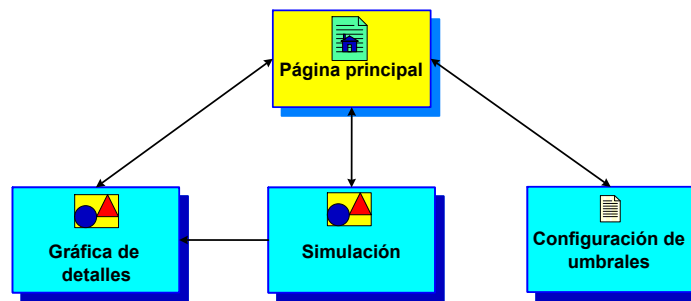 Página principal
Gráfica de
detalles
Simulación
Configuración de
umbrales